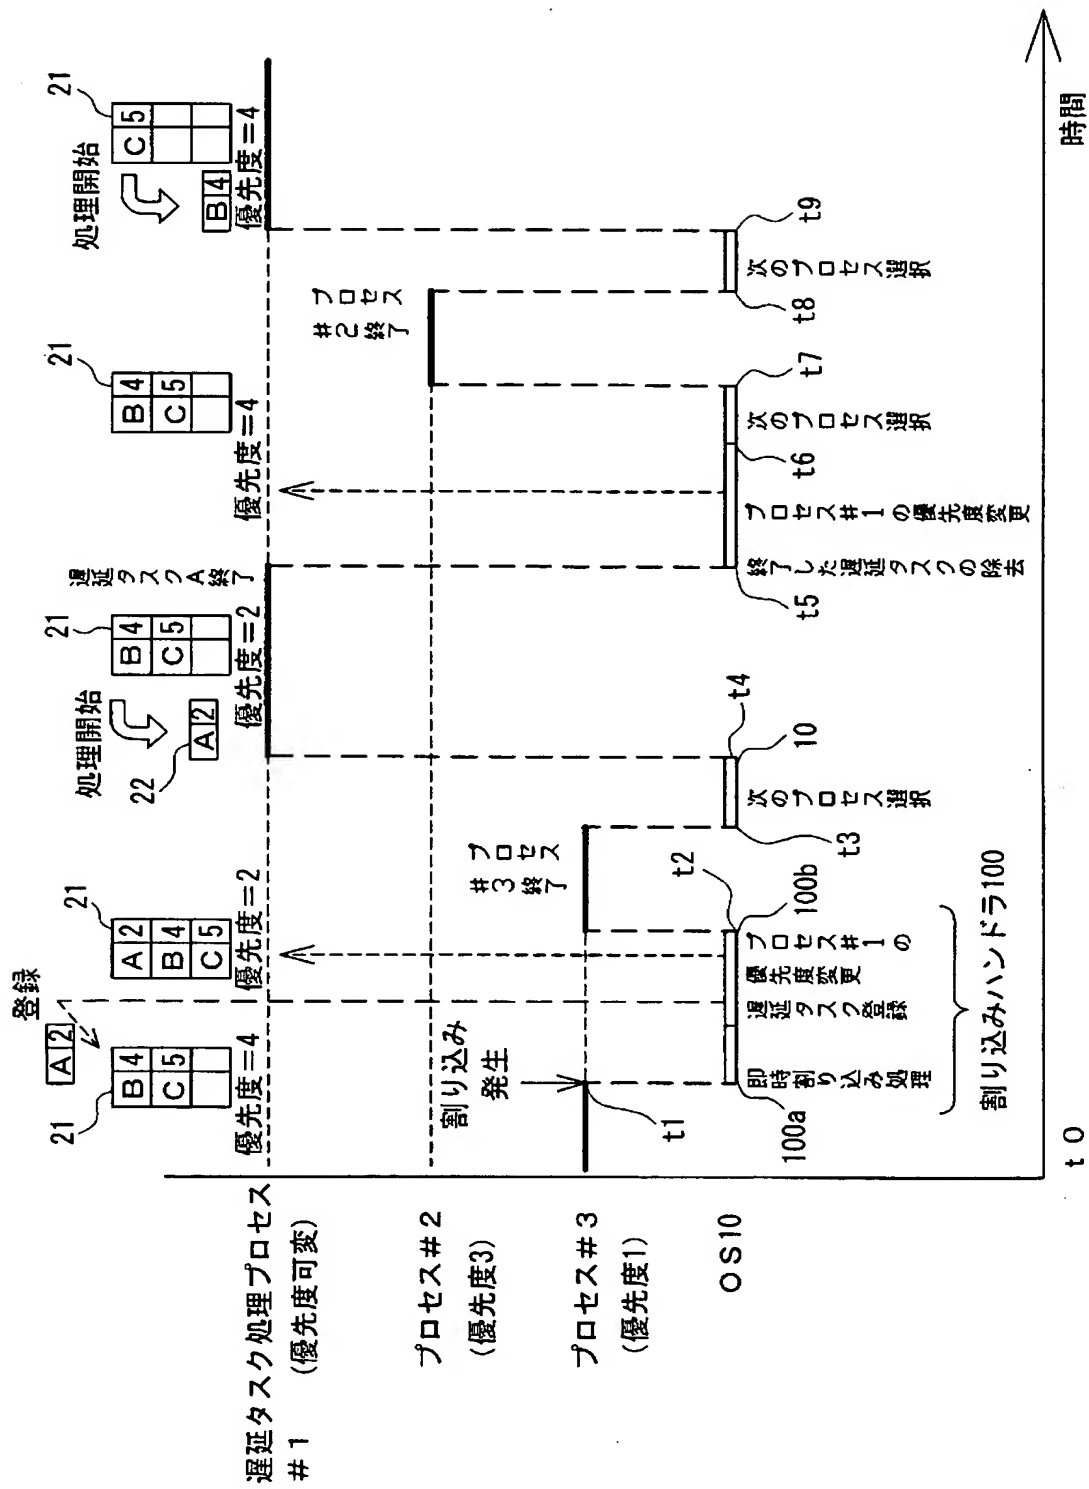 登録
A 2
21
B 4
C 5
優先度=4
21
A 2
B 4
C 5
優先度=2
処理開始
22
A 2
21
B 4
C 5
優先度=2
遅延タスクA終了
21
B 4
C 5
優先度=4
処理開始
B 4
21
C 5
優先度=4
遅延タスク処理プロセス
#1 (優先度可変)
プロセス#2
(優先度3)
プロセス
#2終了
プロセス#3
(優先度1)
割り込み
発生
t1
プロセス
#3終了
OS10
100a
即時割り込み処理
遅延タスク登録
プロセス#1の
優先度変更
t2
100b
割り込みハンドラ100
t3
次のプロセス選択
10
t4
t5
終了した遅延タスクの除去
プロセス#1の優先度変更
t6
次のプロセス選択
t7
t8
次のプロセス選択
t9
t0
時間